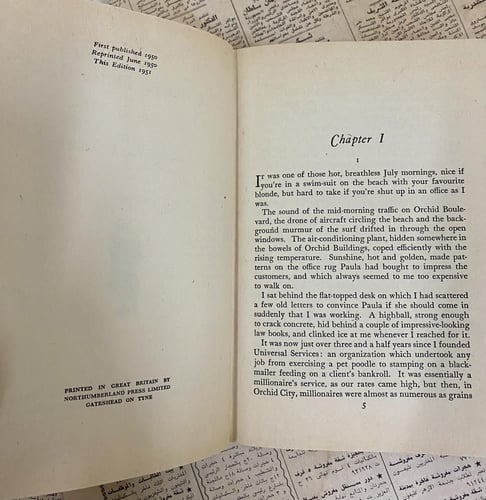 First published 1950
Reprinted June 1950
This Edition 1951
PRINTED IN GREAT BRITAIN BY
NORTHUMBERLAND PRESS LIMITED
GATESHEAD ON TYNE
Chapter I
I
IT was one of those hot, breathless July mornings, nice if
you're in a swim-suit on the beach with your favourite
blonde, but hard to take if you're shut up in an office as I
was.
The sound of the mid-morning traffic on Orchid Boule-
vard, the drone of aircraft circling the beach and the back-
ground murmur of the surf drifted in through the open
windows. The air-conditioning plant, hidden somewhere in
the bowels of Orchid Buildings, coped efficiently with the
rising temperature. Sunshine, hot and golden, made pat-
terns on the office rug Paula had bought to impress the
customers, and which always seemed to me too expensive
to walk on.
I sat behind the flat-topped desk on which I had scattered
a few old letters to convince Paula if she should come in
suddenly that I was working. A highball, strong enough
to crack concrete, hid behind a couple of impressive-looking
law books, and clinked ice at me whenever I reached for it.
It was now just over three and a half years since I founded
Universal Services: an organization which undertook any
job from exercising a pet poodle to stamping on a black-
mailer feeding on a client's bankroll. It was essentially a
millionaire's service, as our rates came high, but then, in
Orchid City, millionaires were almost as numerous as grains
5